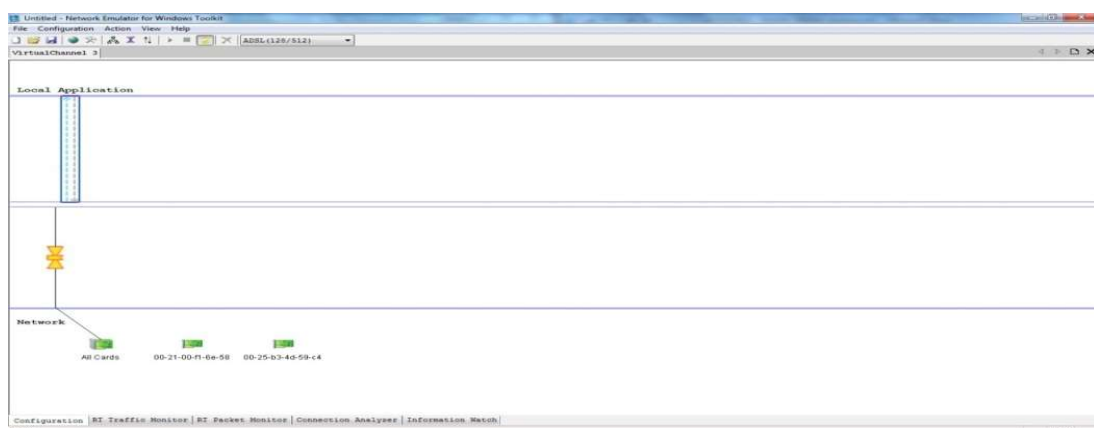 Untitled - Network Emulator for Windows Toolkit
File Configuration Action View Help
ADSL(128/512)
VirtualChannel 3
Local Application
Network
All Cards 00-21-00-f1-6e-58 00-25-b3-4d-59-c4
Configuration RT Traffic Monitor RT Packet Monitor Connection Analyser Information Watch